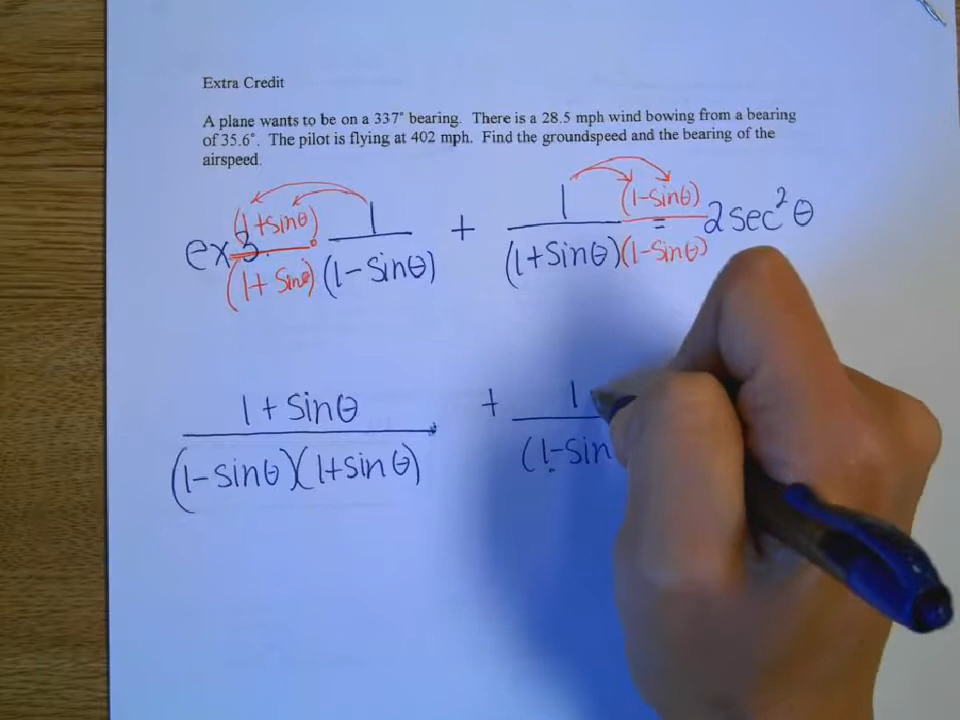 Extra Credit
A plane wants to be on a 337° bearing. There is a 28.5 mph wind bowing from a bearing
of 35.6°. The pilot is flying at 402 mph. Find the groundspeed and the bearing of the
airspeed.
(1+sinθ) 1 + 1 (1-sinθ) = 2sec²θ
ex3. (1+sinθ) (1-sinθ) (1+sinθ)(1-sinθ)
1+sinθ + 1
(1-sinθ)(1+sinθ) (1-sin